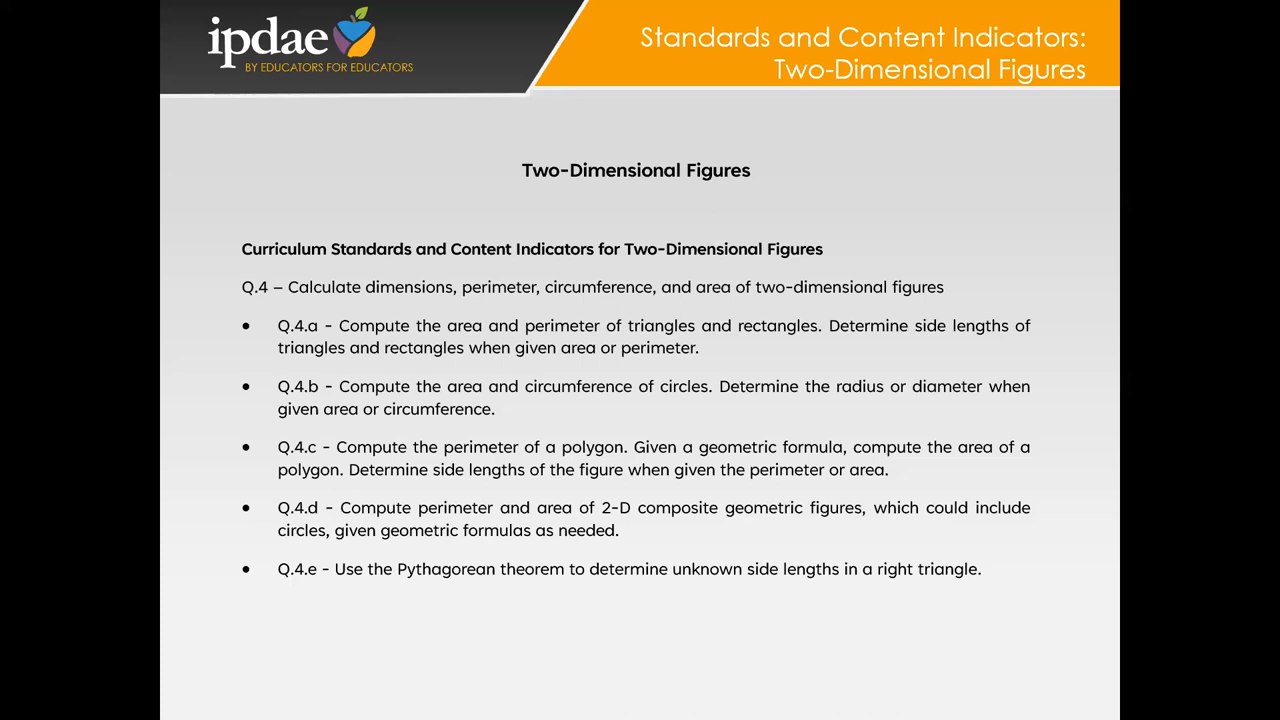 ipdae
BY EDUCATORS FOR EDUCATORS
Standards and Content Indicators:
Two-Dimensional Figures
Two-Dimensional Figures
Curriculum Standards and Content Indicators for Two-Dimensional Figures
Q.4 – Calculate dimensions, perimeter, circumference, and area of two-dimensional figures
• Q.4.a - Compute the area and perimeter of triangles and rectangles. Determine side lengths of
triangles and rectangles when given area or perimeter.
• Q.4.b - Compute the area and circumference of circles. Determine the radius or diameter when
given area or circumference.
• Q.4.c - Compute the perimeter of a polygon. Given a geometric formula, compute the area of a
polygon. Determine side lengths of the figure when given the perimeter or area.
• Q.4.d - Compute perimeter and area of 2-D composite geometric figures, which could include
circles, given geometric formulas as needed.
• Q.4.e - Use the Pythagorean theorem to determine unknown side lengths in a right triangle.